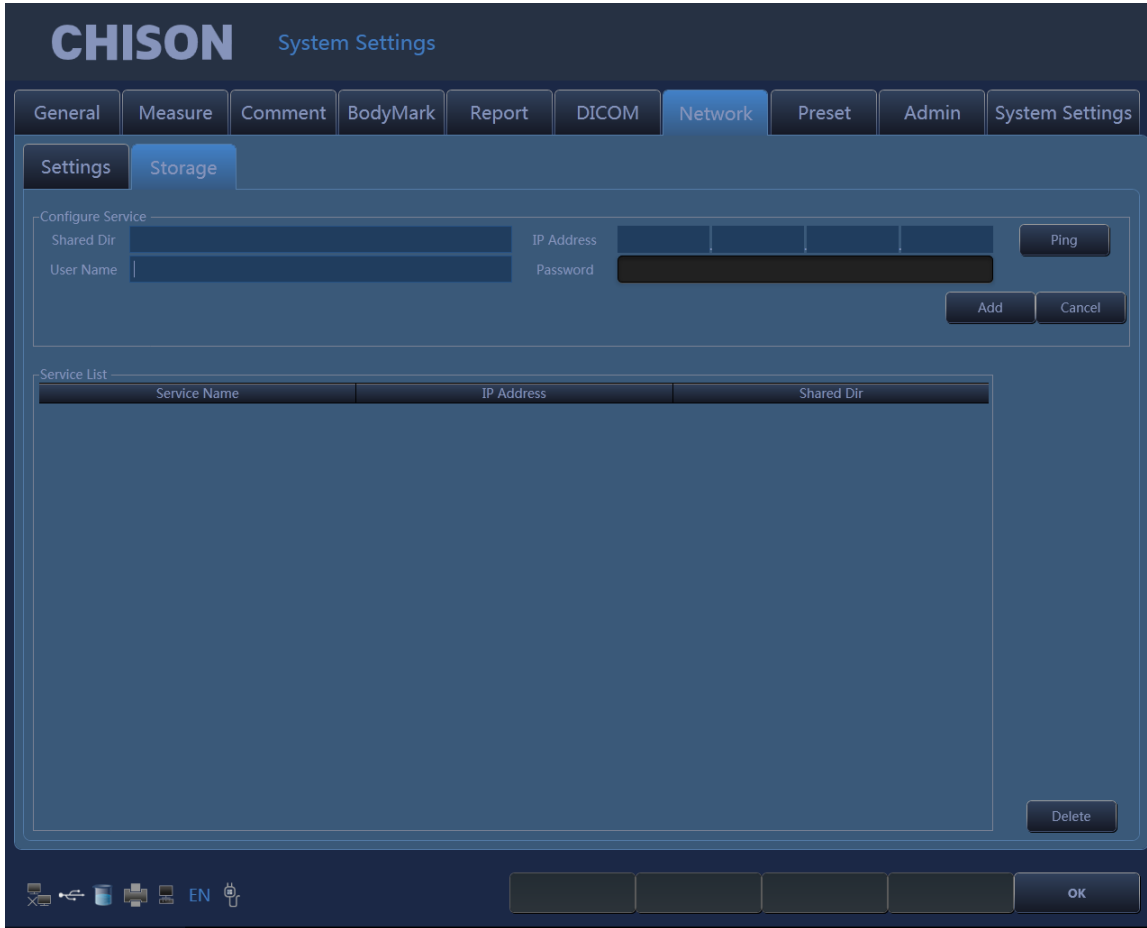 CHISON System Settings
General Measure Comment BodyMark Report DICOM Network Preset Admin System Settings
Settings Storage
Configure Service
Shared Dir IP Address . . . Ping
User Name Password
Add Cancel
Service List
Service Name IP Address Shared Dir
Delete
EN OK